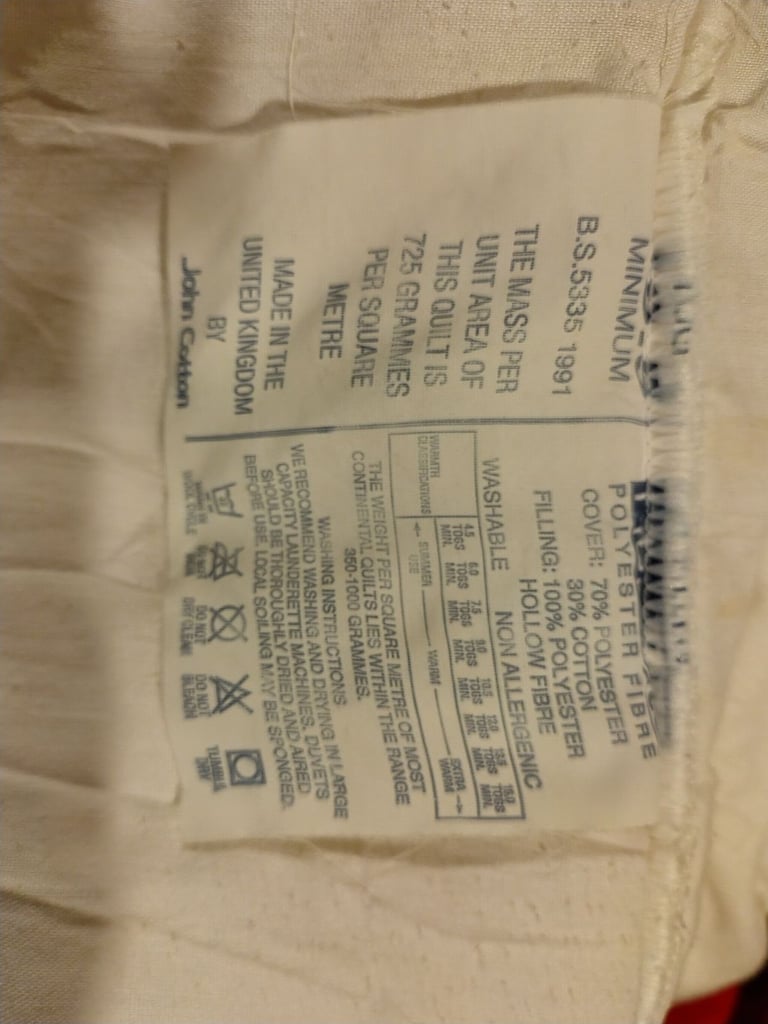 MINIMUM
B.S.5335 1991
THE MASS PER
UNIT AREA OF
THIS QUILT IS
725 GRAMMES
PER SQUARE
METRE
MADE IN THE
UNITED KINGDOM
BY
John Cotton
POLYESTER FIBRE
COVER: 70% POLYESTER
30% COTTON
FILLING: 100% POLYESTER
HOLLOW FIBRE
WASHABLE NON ALLERGENIC
WARMTH
CLASSIFICATIONS
4.5 TOGS MIN.
6.0 TOGS MIN.
7.5 TOGS MIN.
9.0 TOGS MIN.
10.5 TOGS MIN.
12.0 TOGS MIN.
13.5 TOGS MIN.
15.0 TOGS MIN.
← SUMMER USE — WARM — EXTRA WARM →
THE WEIGHT PER SQUARE METRE OF MOST
CONTINENTAL QUILTS LIES WITHIN THE RANGE
350-1000 GRAMMES.
WASHING INSTRUCTIONS
WE RECOMMEND WASHING AND DRYING IN LARGE
CAPACITY LAUNDERETTE MACHINES. DUVETS
SHOULD BE THOROUGHLY DRIED AND AIRED
BEFORE USE. LOCAL SOILING MAY BE SPONGED.
DO NOT
DRY CLEAN
DO NOT
BLEACH
TUMBLE
DRY